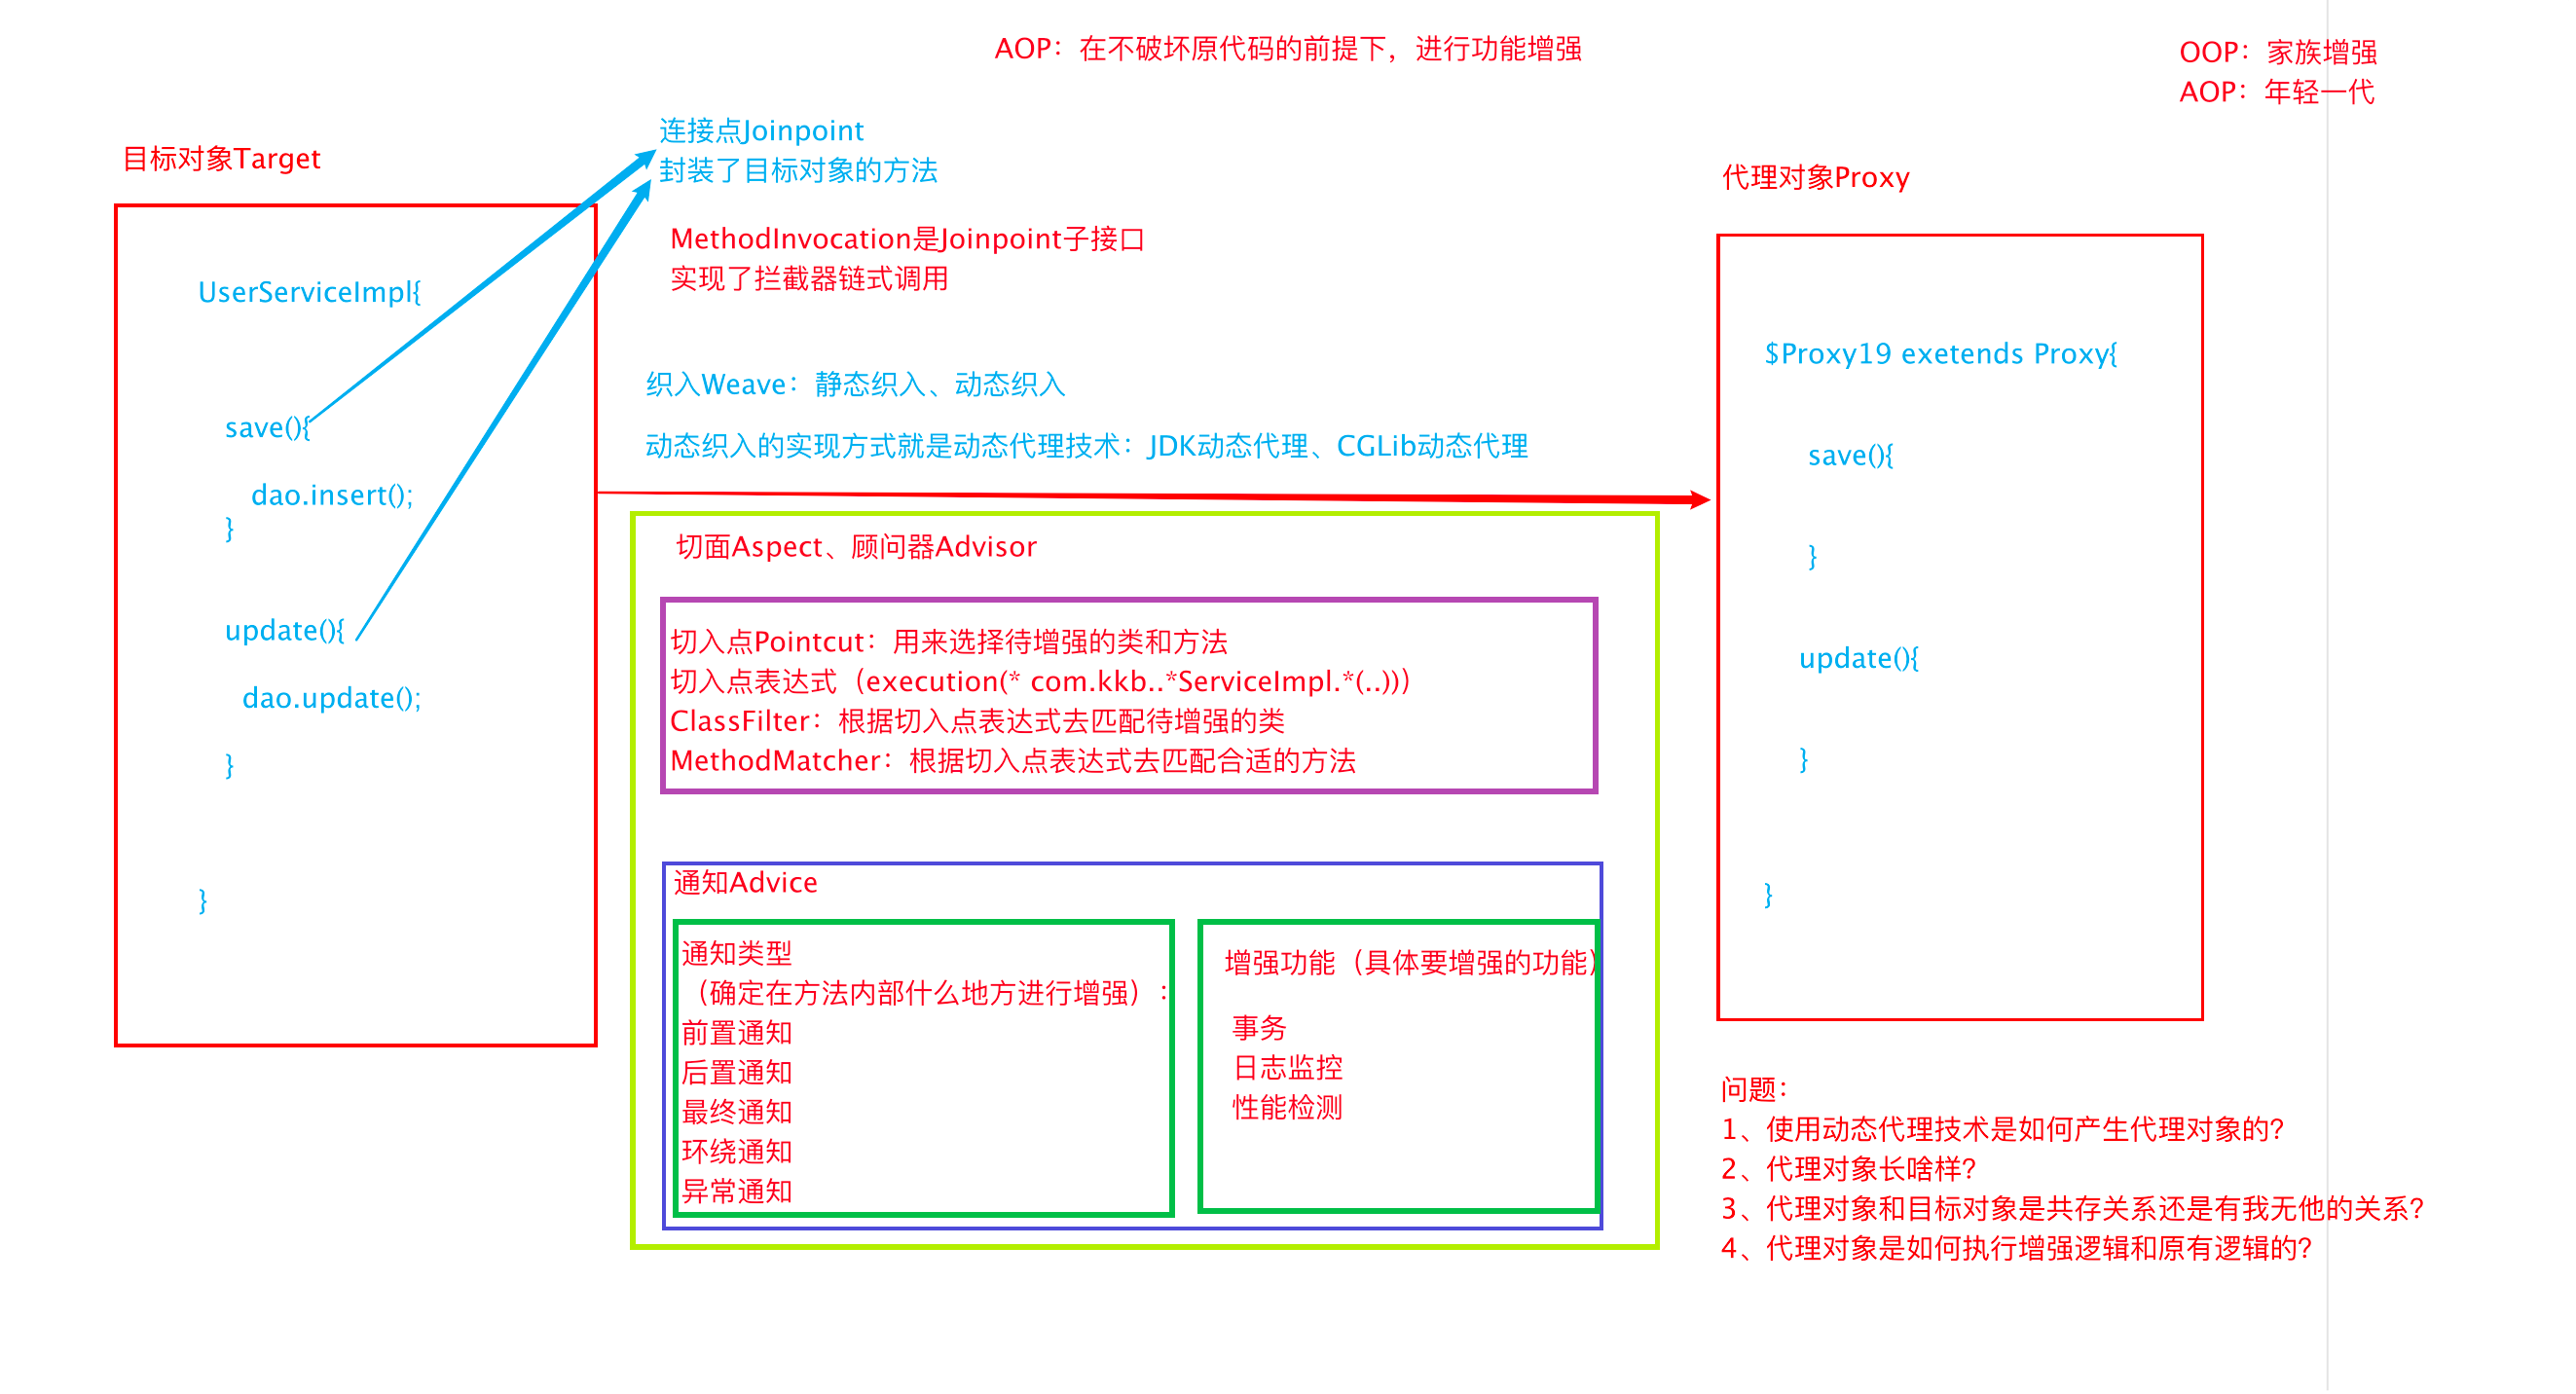 AOP：在不破坏原代码的前提下，进行功能增强
OOP：家族增强
AOP：年轻一代
目标对象Target
UserServiceImpl{
save(){
dao.insert();
}
update(){
dao.update();
}
}
连接点Joinpoint
封装了目标对象的方法
MethodInvocation是Joinpoint子接口
实现了拦截器链式调用
织入Weave：静态织入、动态织入
动态织入的实现方式就是动态代理技术：JDK动态代理、CGLib动态代理
切面Aspect、顾问器Advisor
切入点Pointcut：用来选择待增强的类和方法
切入点表达式（execution(* com.kkb..*ServiceImpl.*(..))）
ClassFilter：根据切入点表达式去匹配待增强的类
MethodMatcher：根据切入点表达式去匹配合适的方法
通知Advice
通知类型
（确定在方法内部什么地方进行增强）：
前置通知
后置通知
最终通知
环绕通知
异常通知
增强功能（具体要增强的功能）
事务
日志监控
性能检测
代理对象Proxy
$Proxy19 exetends Proxy{
save(){
}
update(){
}
}
问题：
1、使用动态代理技术是如何产生代理对象的？
2、代理对象长啥样？
3、代理对象和目标对象是共存关系还是有我无他的关系？
4、代理对象是如何执行增强逻辑和原有逻辑的？